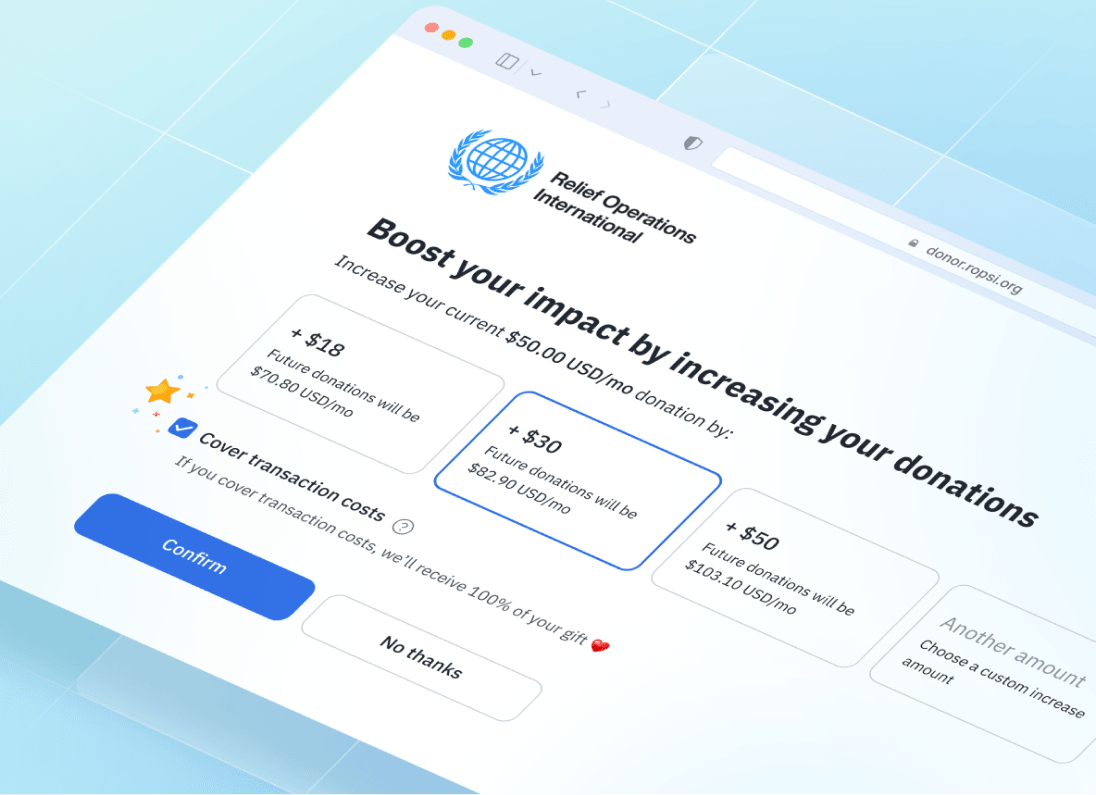 donor.ropsi.org
Relief Operations
International
Boost your impact by increasing your donations
Increase your current $50.00 USD/mo donation by:
+ $18
Future donations will be
$70.80 USD/mo
+ $30
Future donations will be
$82.90 USD/mo
+ $50
Future donations will be
$103.10 USD/mo
Another amount
Choose a custom increase
amount
Cover transaction costs ?
If you cover transaction costs, we'll receive 100% of your gift ❤️
Confirm
No thanks